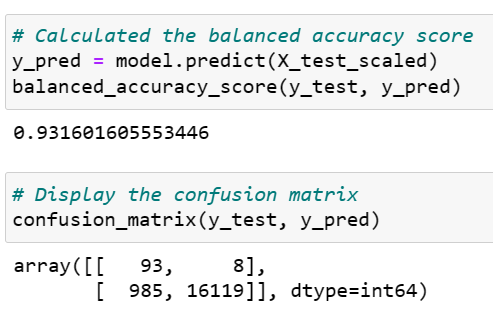 # Calculated the balanced accuracy score
y_pred = model.predict(X_test_scaled)
balanced_accuracy_score(y_test, y_pred)
0.931601605553446
# Display the confusion matrix
confusion_matrix(y_test, y_pred)
array([[   93,     8],
       [  985, 16119]], dtype=int64)